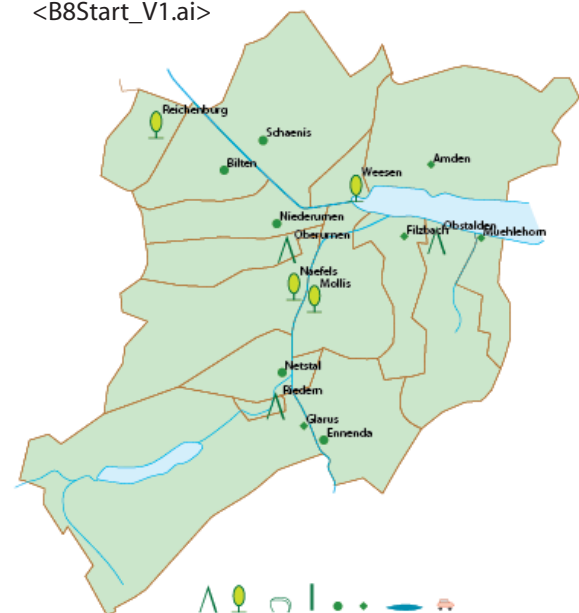 <B8Start_V1.ai>
Reichenburg
Schaenis
Bilten
Amden
Weesen
Niederurnen
Oberurnen
Filzbach
Obstalden
Muehlehorn
Naefels
Mollis
Netstal
Riedern
Glarus
Ennenda